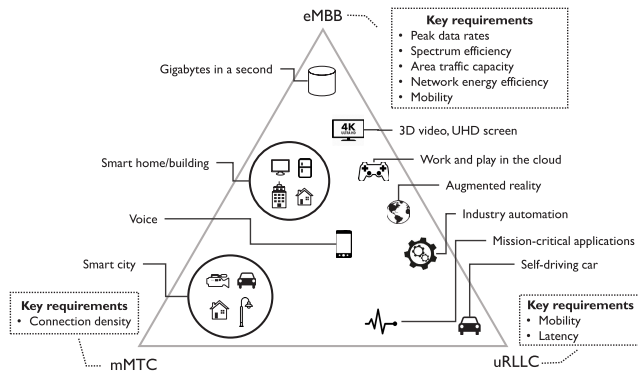 eMBB
Key requirements
• Peak data rates
• Spectrum efficiency
• Area traffic capacity
• Network energy efficiency
• Mobility
Gigabytes in a second
4K
ULTRA HD
3D video, UHD screen
Smart home/building
Work and play in the cloud
Augmented reality
Voice
Industry automation
Mission-critical applications
Smart city
Self-driving car
Key requirements
• Connection density
Key requirements
• Mobility
• Latency
mMTC
uRLLC